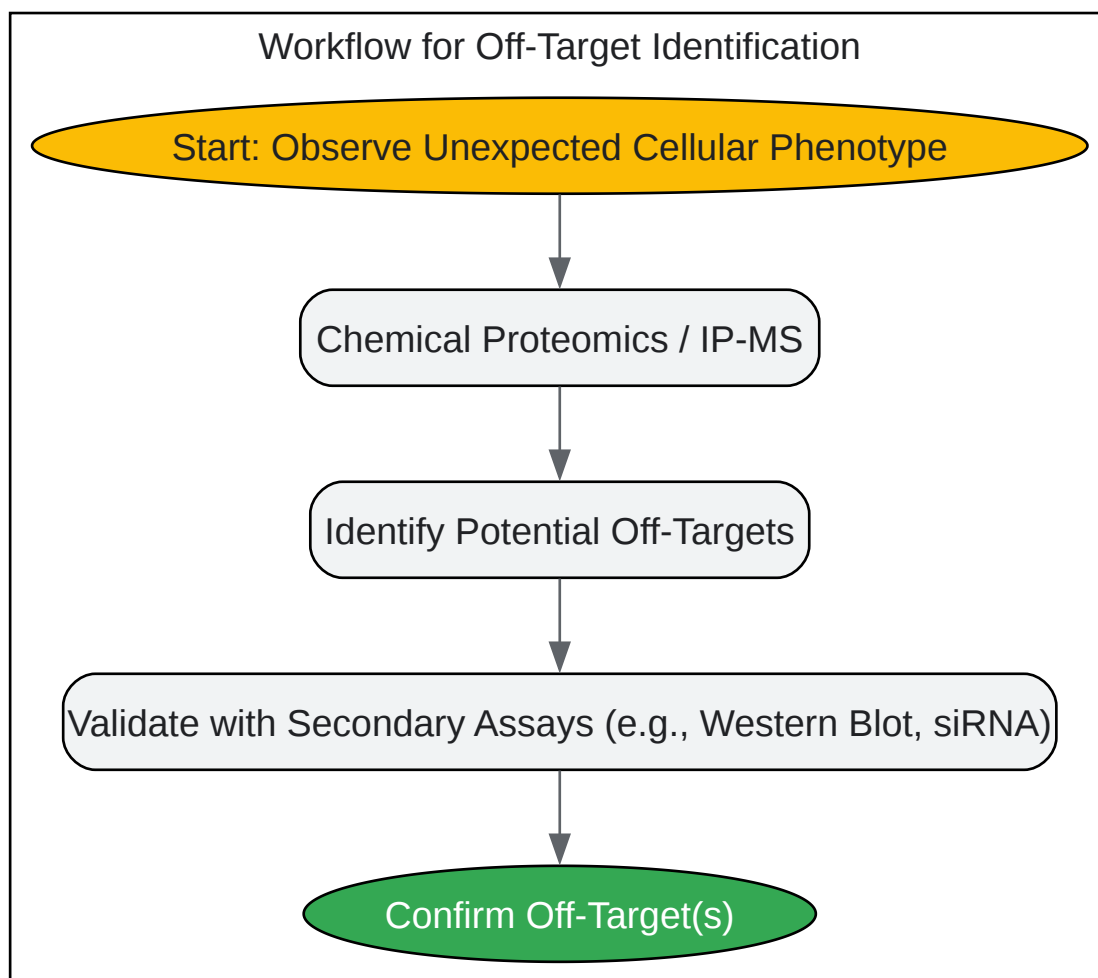 Workflow for Off-Target Identification
Start: Observe Unexpected Cellular Phenotype
Chemical Proteomics / IP-MS
Identify Potential Off-Targets
Validate with Secondary Assays (e.g., Western Blot, siRNA)
Confirm Off-Target(s)